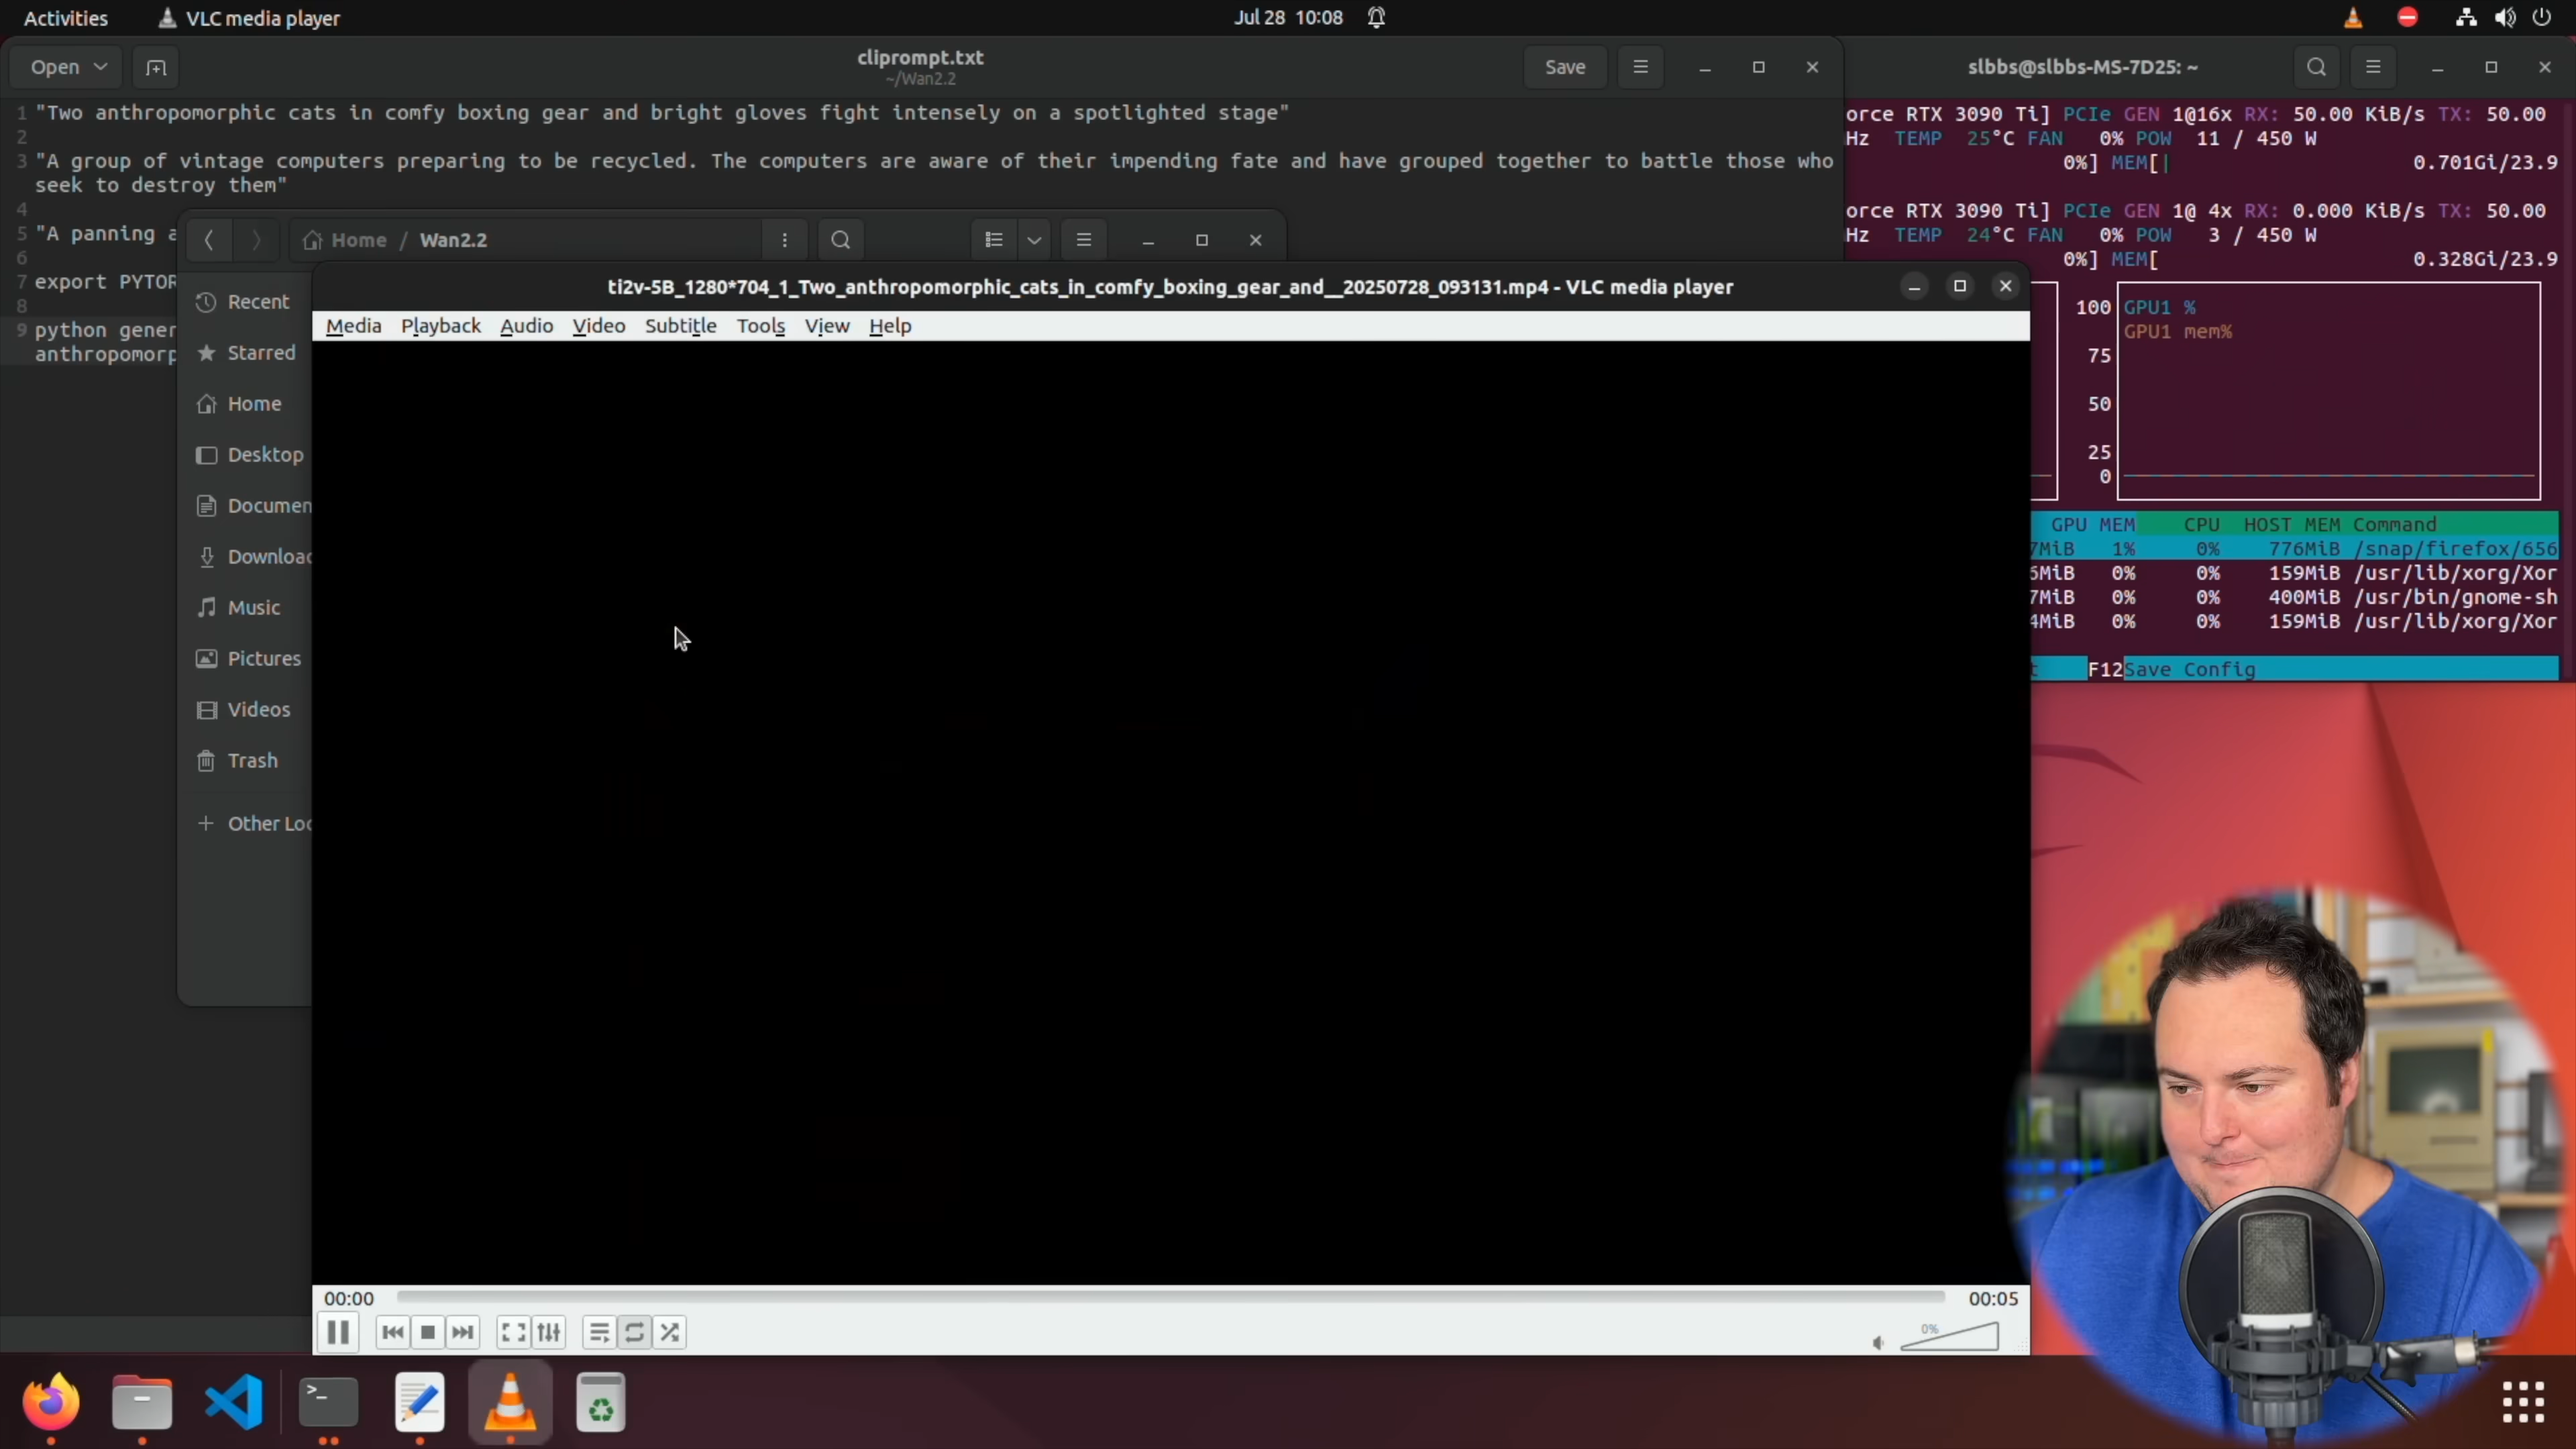 Activities
VLC media player
Jul 28 10:08
Open
cliprompt.txt
~/Wan2.2
Save
1 "Two anthropomorphic cats in comfy boxing gear and bright gloves fight intensely on a spotlighted stage"
2
3 "A group of vintage computers preparing to be recycled. The computers are aware of their impending fate and have grouped together to battle those who
seek to destroy them"
4
5 "A panning a
6
7 export PYTOR
8
9 python gener
anthropomorp
Home / Wan2.2
Recent
Starred
Home
Desktop
Documen
Downloac
Music
Pictures
Videos
Trash
+ Other Loc
ti2v-5B_1280*704_1_Two_anthropomorphic_cats_in_comfy_boxing_gear_and__20250728_093131.mp4 - VLC media player
Media Playback Audio Video Subtitle Tools View Help
00:00
00:05
0%
slbbs@slbbs-MS-7D25: ~
orce RTX 3090 Ti] PCIe GEN 1@16x RX: 50.00 KiB/s TX: 50.00
Hz TEMP 25°C FAN 0% POW 11 / 450 W
0%] MEM[| 0.701Gi/23.9
orce RTX 3090 Ti] PCIe GEN 1@ 4x RX: 0.000 KiB/s TX: 50.00
Hz TEMP 24°C FAN 0% POW 3 / 450 W
0%] MEM[ 0.328Gi/23.9
100 GPU1 %
GPU1 mem%
75
50
25
0
GPU MEM CPU HOST MEM Command
7MiB 1% 0% 776MiB /snap/firefox/656
6MiB 0% 0% 159MiB /usr/lib/xorg/Xor
7MiB 0% 0% 400MiB /usr/bin/gnome-sh
4MiB 0% 0% 159MiB /usr/lib/xorg/Xor
t F12Save Config